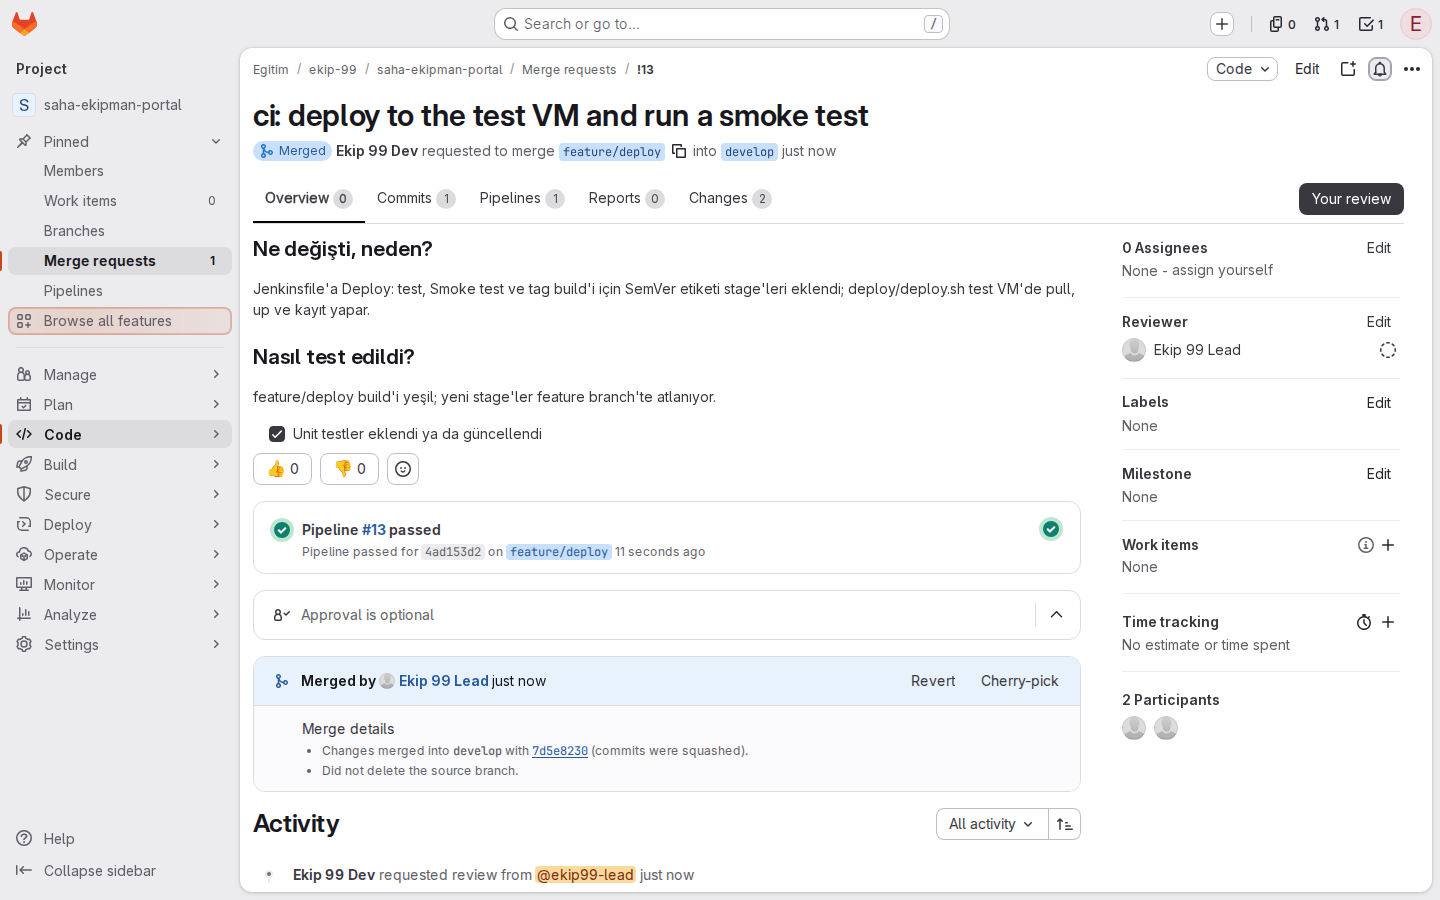 Search or go to...
/
0
1
1
E
Project
S saha-ekipman-portal
Pinned
Members
Work items 0
Branches
Merge requests 1
Pipelines
Browse all features
Manage
Plan
Code
Build
Secure
Deploy
Operate
Monitor
Analyze
Settings
Help
Collapse sidebar
Egitim / ekip-99 / saha-ekipman-portal / Merge requests / !13
Code Edit
ci: deploy to the test VM and run a smoke test
Merged Ekip 99 Dev requested to merge feature/deploy into develop just now
Overview 0 Commits 1 Pipelines 1 Reports 0 Changes 2
Your review
Ne değişti, neden?
Jenkinsfile'a Deploy: test, Smoke test ve tag build'i için SemVer etiketi stage'leri eklendi; deploy/deploy.sh test VM'de pull,
up ve kayıt yapar.
Nasıl test edildi?
feature/deploy build'i yeşil; yeni stage'ler feature branch'te atlanıyor.
Unit testler eklendi ya da güncellendi
👍 0 👎 0
Pipeline #13 passed
Pipeline passed for 4ad153d2 on feature/deploy 11 seconds ago
Approval is optional
Merged by Ekip 99 Lead just now
Revert Cherry-pick
Merge details
• Changes merged into develop with 7d5e8230 (commits were squashed).
• Did not delete the source branch.
Activity
All activity
Ekip 99 Dev requested review from @ekip99-lead just now
0 Assignees Edit
None - assign yourself
Reviewer Edit
Ekip 99 Lead
Labels Edit
None
Milestone Edit
None
Work items
None
Time tracking
No estimate or time spent
2 Participants